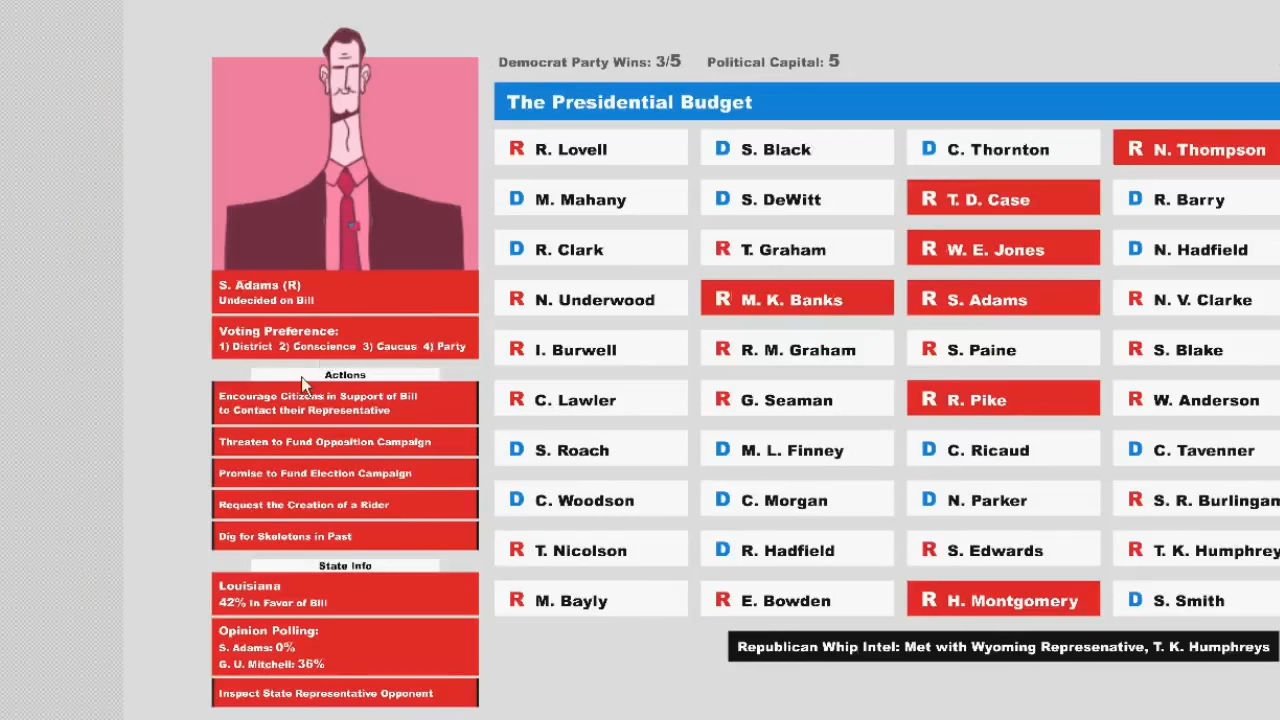 Democrat Party Wins: 3/5 Political Capital: 5
The Presidential Budget
R R. Lovell D S. Black D C. Thornton R N. Thompson
D M. Mahany D S. DeWitt R T. D. Case D R. Barry
D R. Clark R T. Graham R W. E. Jones D N. Hadfield
R N. Underwood R M. K. Banks R S. Adams R N. V. Clarke
R I. Burwell R R. M. Graham R S. Paine R S. Blake
R C. Lawler R G. Seaman R R. Pike R W. Anderson
D S. Roach D M. L. Finney D C. Ricaud D C. Tavenner
D C. Woodson D C. Morgan D N. Parker R S. R. Burlingam
R T. Nicolson D R. Hadfield R S. Edwards R T. K. Humphrey
R M. Bayly R E. Bowden R H. Montgomery D S. Smith
Republican Whip Intel: Met with Wyoming Represenative, T. K. Humphreys
S. Adams (R)
Undecided on Bill
Voting Preference:
1) District 2) Conscience 3) Caucus 4) Party
Actions
Encourage Citizens in Support of Bill
to Contact their Representative
Threaten to Fund Opposition Campaign
Promise to Fund Election Campaign
Request the Creation of a Rider
Dig for Skeletons in Past
State Info
Louisiana
42% In Favor of Bill
Opinion Polling:
S. Adams: 0%
G. U. Mitchell: 36%
Inspect State Representative Opponent